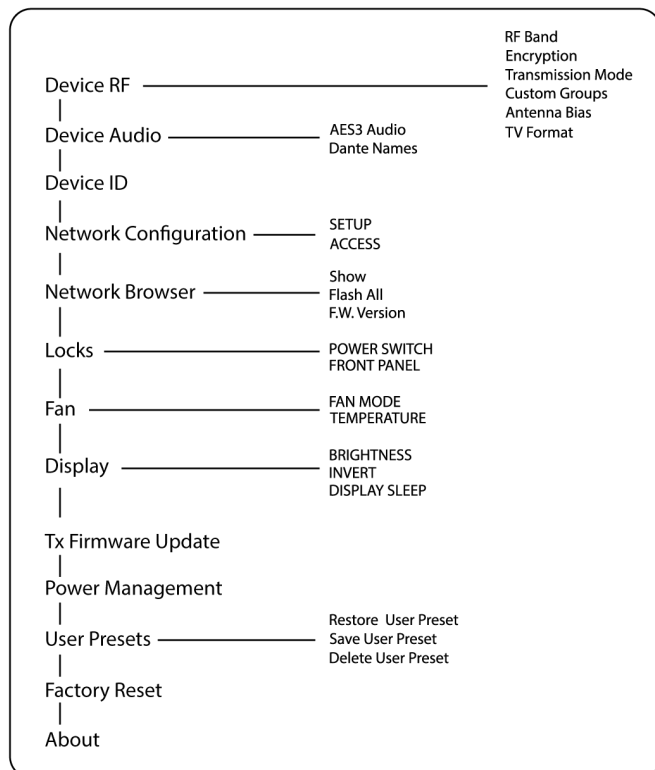 Device RF
RF Band
Encryption
Transmission Mode
Custom Groups
Antenna Bias
TV Format
Device Audio
AES3 Audio
Dante Names
Device ID
Network Configuration
SETUP
ACCESS
Network Browser
Show
Flash All
F.W. Version
Locks
POWER SWITCH
FRONT PANEL
Fan
FAN MODE
TEMPERATURE
Display
BRIGHTNESS
INVERT
DISPLAY SLEEP
Tx Firmware Update
Power Management
User Presets
Restore User Preset
Save User Preset
Delete User Preset
Factory Reset
About